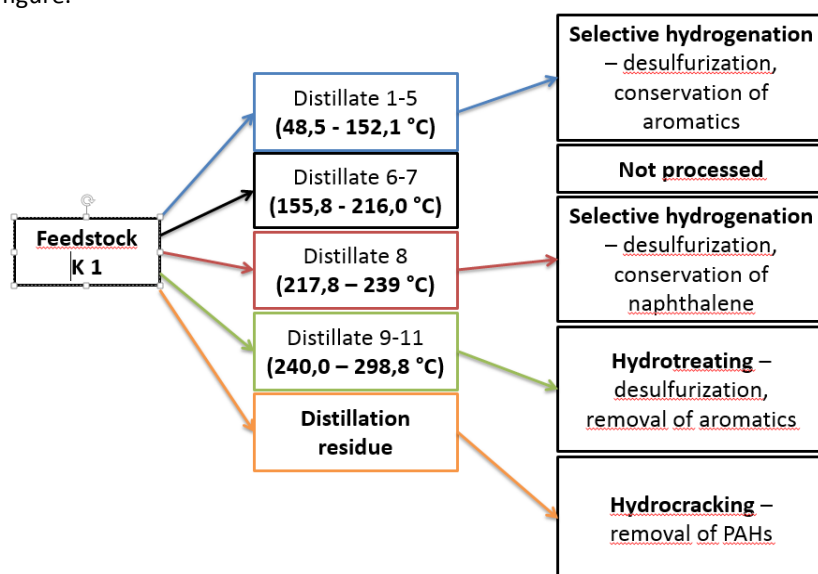 figure.
Feedstock
K 1
Distillate 1-5
(48,5 - 152,1 °C)
Distillate 6-7
(155,8 - 216,0 °C)
Distillate 8
(217,8 – 239 °C)
Distillate 9-11
(240,0 – 298,8 °C)
Distillation
residue
Selective hydrogenation
– desulfurization,
conservation of
aromatics
Not processed
Selective hydrogenation
– desulfurization,
conservation of
naphthalene
Hydrotreating –
desulfurization,
removal of aromatics
Hydrocracking –
removal of PAHs